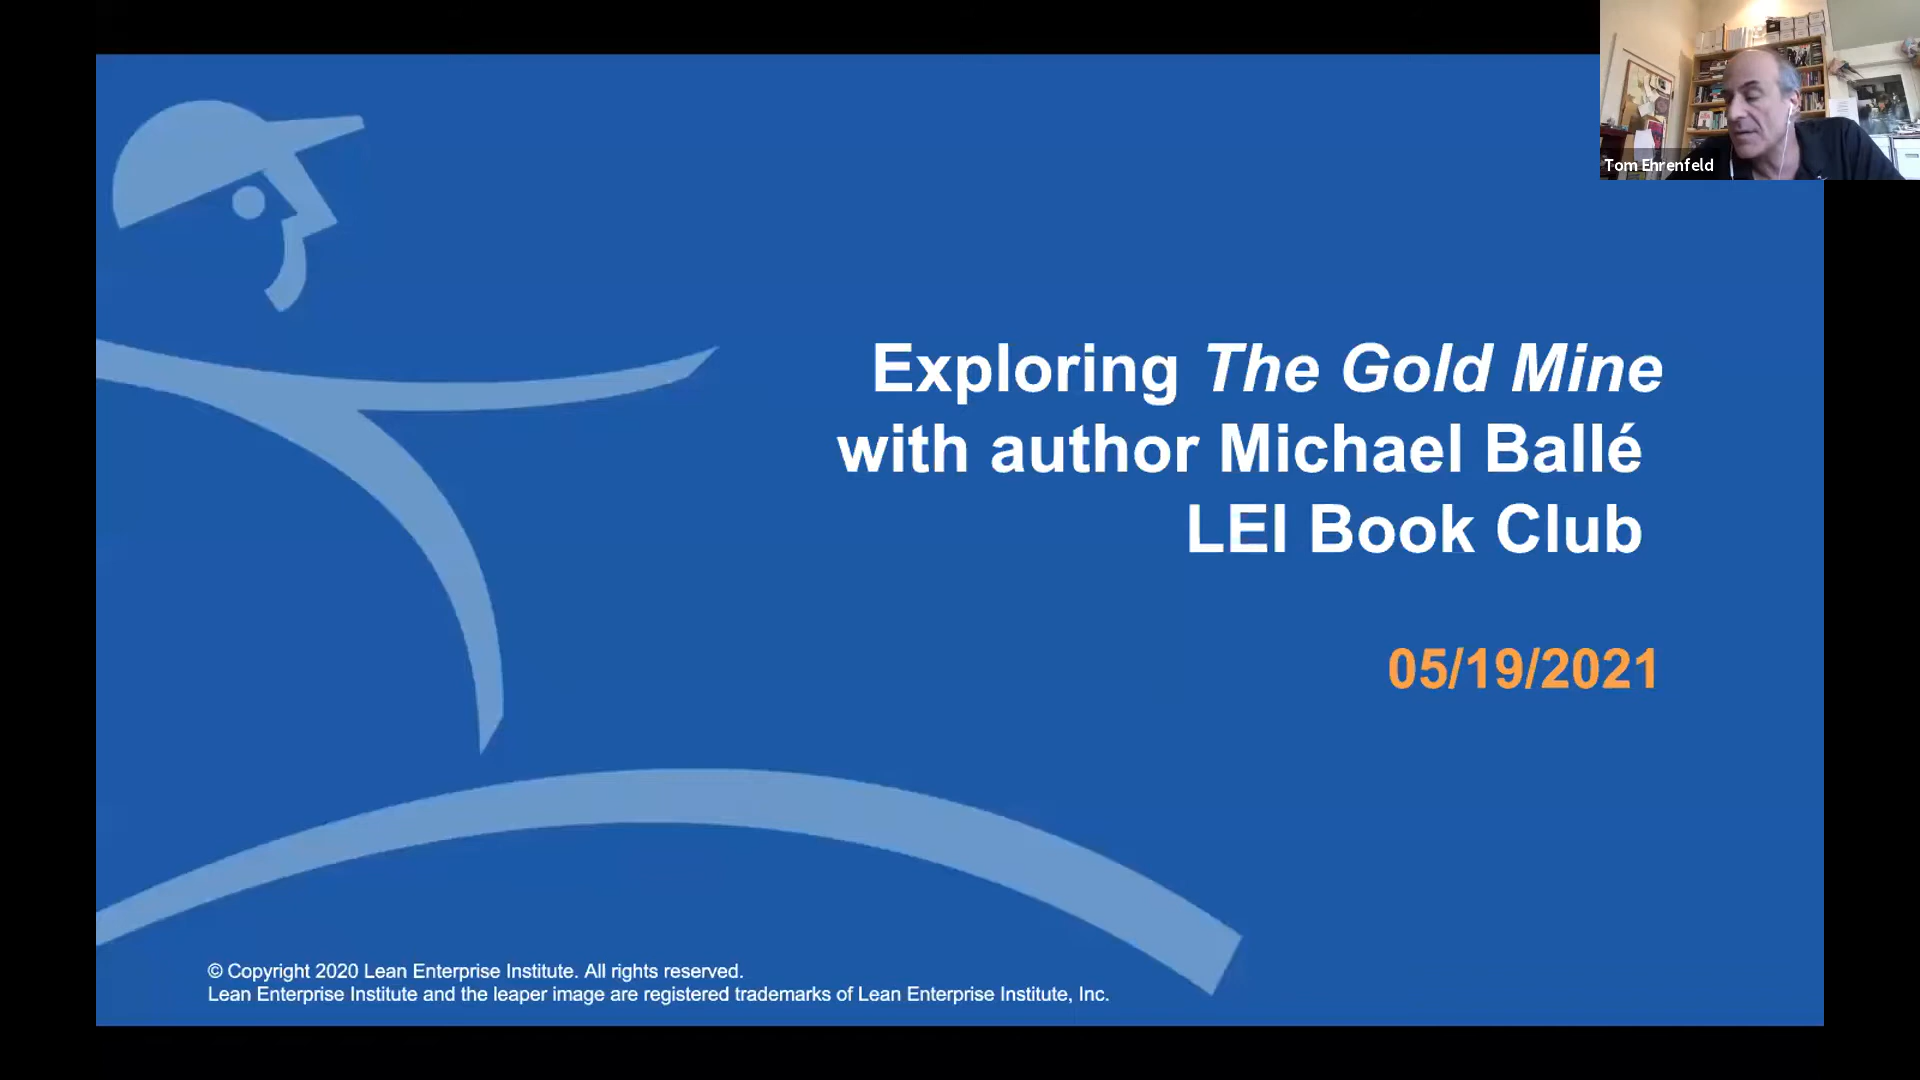 Tom Ehrenfeld
Exploring The Gold Mine
with author Michael Ballé
LEI Book Club
05/19/2021
© Copyright 2020 Lean Enterprise Institute. All rights reserved.
Lean Enterprise Institute and the leaper image are registered trademarks of Lean Enterprise Institute, Inc.